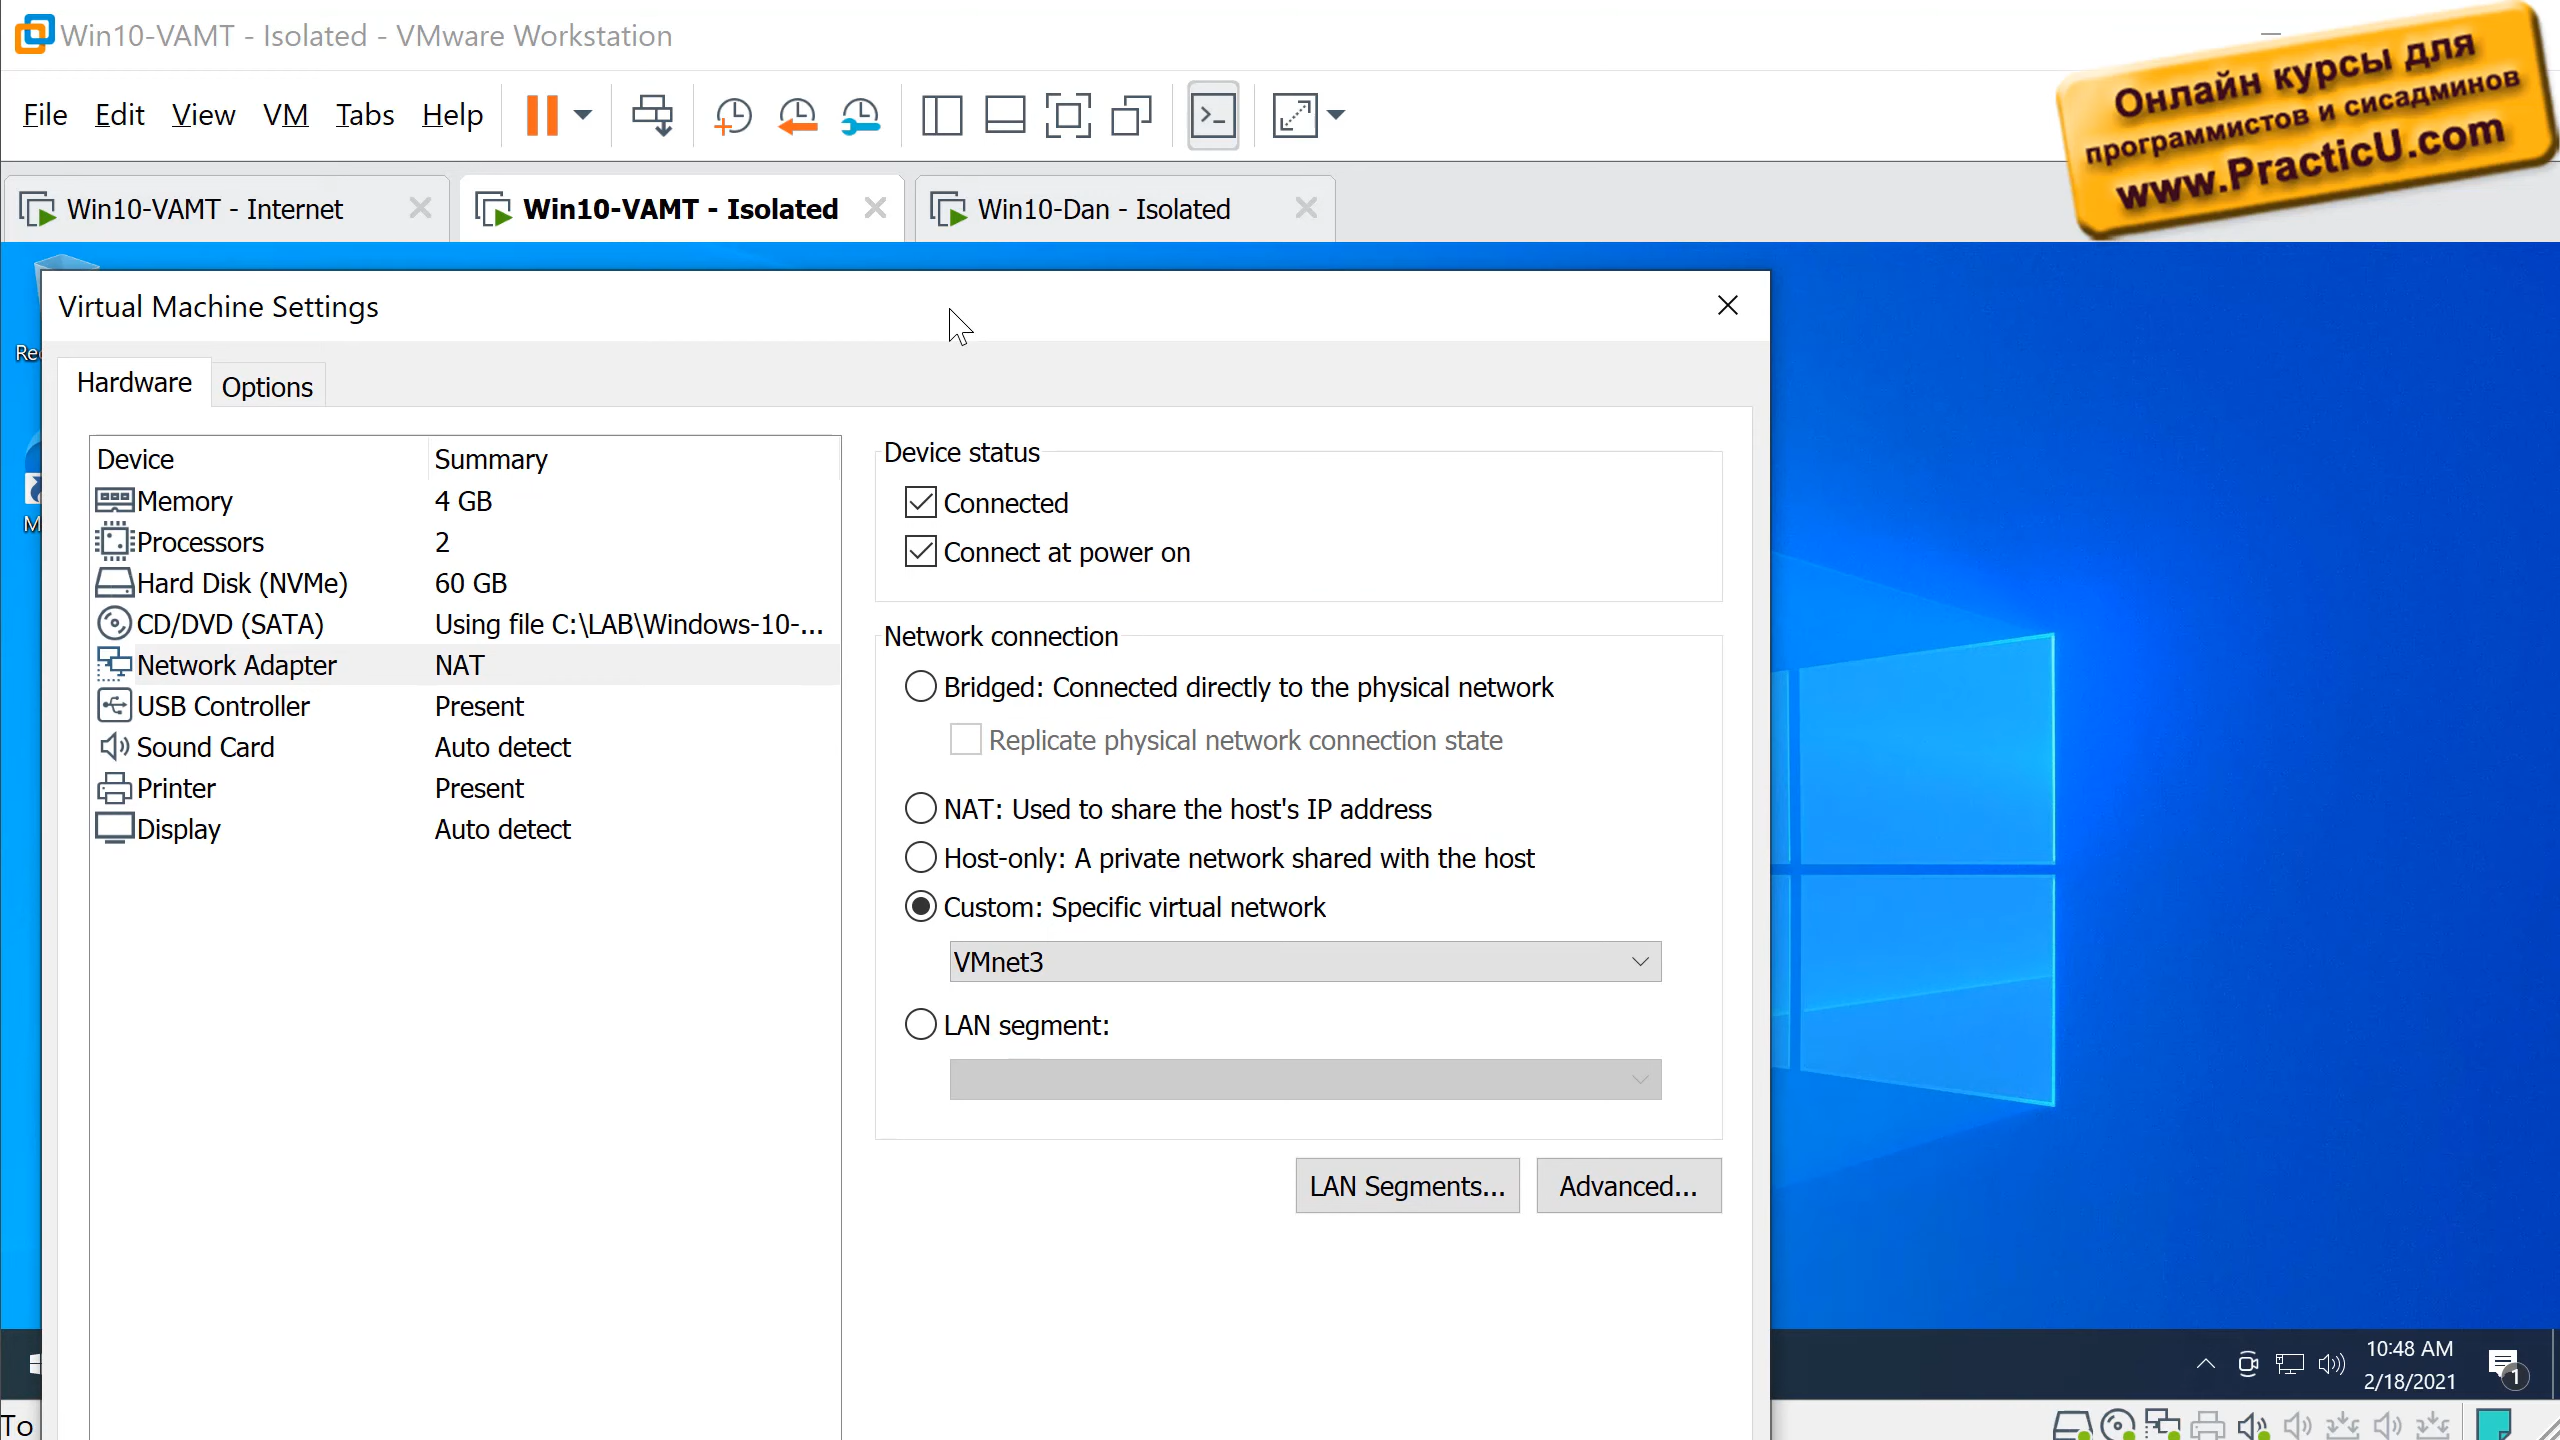 Win10-VAMT - Isolated - VMware Workstation
Онлайн курсы для
программистов и сисадминов
www.PracticU.com
File Edit View VM Tabs Help
Win10-VAMT - Internet
Win10-VAMT - Isolated
Win10-Dan - Isolated
Virtual Machine Settings
Hardware
Options
Device Summary
Memory 4 GB
Processors 2
Hard Disk (NVMe) 60 GB
CD/DVD (SATA) Using file C:\LAB\Windows-10-...
Network Adapter NAT
USB Controller Present
Sound Card Auto detect
Printer Present
Display Auto detect
Device status
Connected
Connect at power on
Network connection
Bridged: Connected directly to the physical network
Replicate physical network connection state
NAT: Used to share the host's IP address
Host-only: A private network shared with the host
Custom: Specific virtual network
VMnet3
LAN segment:
LAN Segments...
Advanced...
Re
M
10:48 AM
2/18/2021
1
To